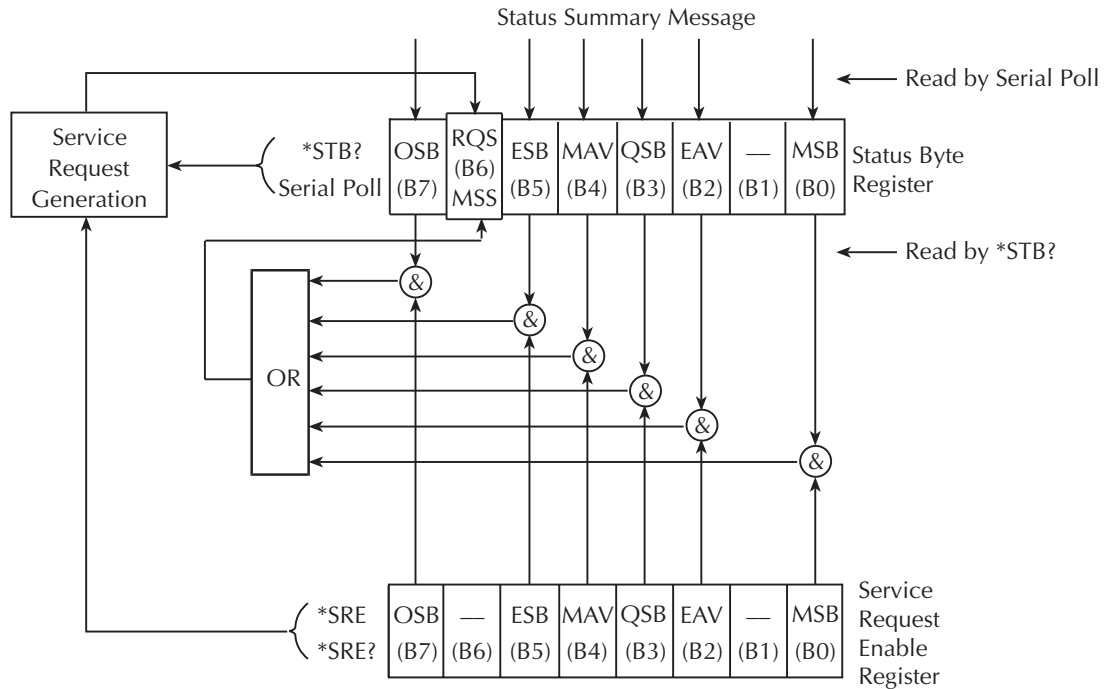 Status Summary Message
Read by Serial Poll
Service
Request
Generation
*STB?
Serial Poll
OSB
(B7)
RQS
(B6)
MSS
ESB
(B5)
MAV
(B4)
QSB
(B3)
EAV
(B2)
—
(B1)
MSB
(B0)
Status Byte
Register
Read by *STB?
&
&
&
&
&
&
OR
*SRE
*SRE?
OSB
(B7)
—
(B6)
ESB
(B5)
MAV
(B4)
QSB
(B3)
EAV
(B2)
—
(B1)
MSB
(B0)
Service
Request
Enable
Register